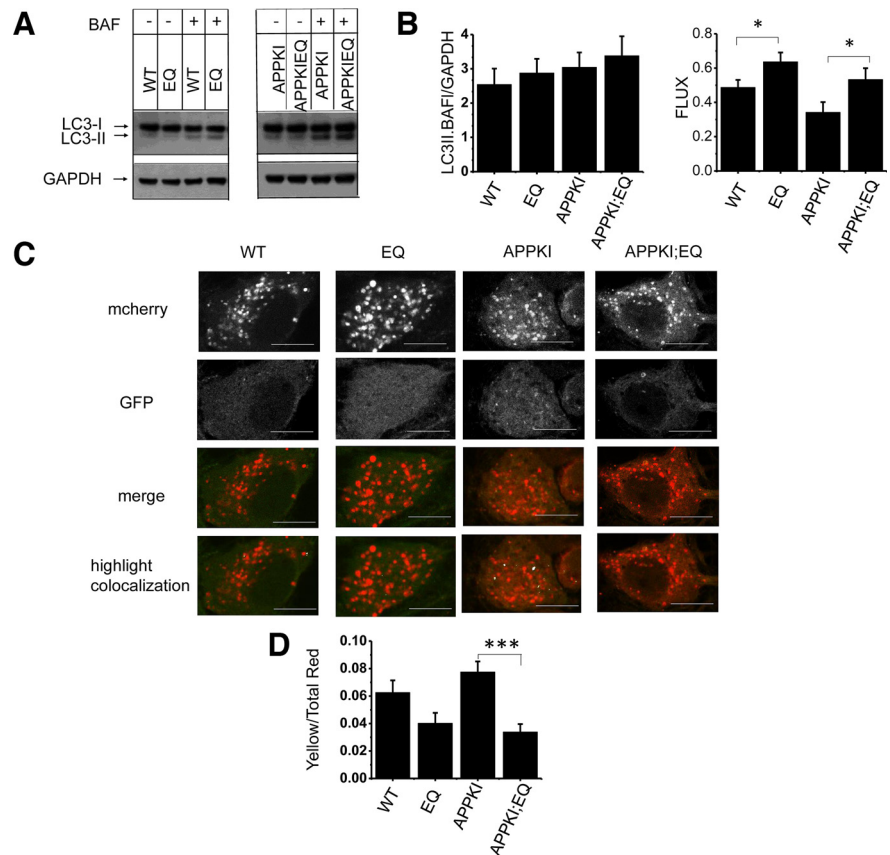 A
BAF - - + + - - + +
WT EQ WT EQ APPKI APPKIEQ APPKI APPKIEQ
LC3-I
LC3-II
GAPDH
B
LC3II.BAFI/GAPDH
5
4
3
2
1
0
WT EQ APPKI APPKI;EQ
FLUX
0.8
0.6
0.4
0.2
0.0
* *
WT EQ APPKI APPKI;EQ
C
WT EQ APPKI APPKI;EQ
mcherry
GFP
merge
highlight
colocalization
D
Yellow/Total Red
0.10
0.08
0.06
0.04
0.02
0.00
***
WT EQ APPKI APPKI;EQ